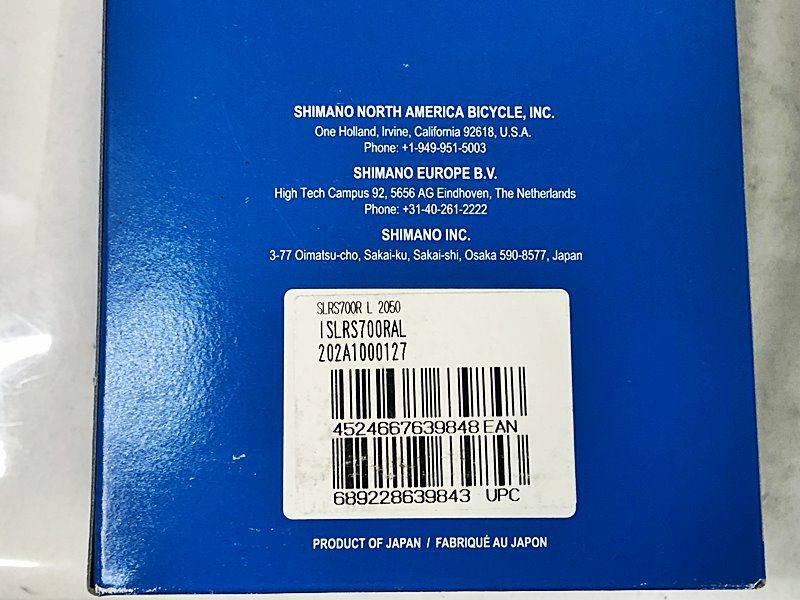 SHIMANO NORTH AMERICA BICYCLE, INC.
One Holland, Irvine, California 92618, U.S.A.
Phone: +1-949-951-5003
SHIMANO EUROPE B.V.
High Tech Campus 92, 5656 AG Eindhoven, The Netherlands
Phone: +31-40-261-2222
SHIMANO INC.
3-77 Oimatsu-cho, Sakai-ku, Sakai-shi, Osaka 590-8577, Japan
SLRS700R L 2050
ISLRS700RAL
202A1000127
4524667639848 EAN
689228639843 UPC
PRODUCT OF JAPAN / FABRIQUÉ AU JAPON